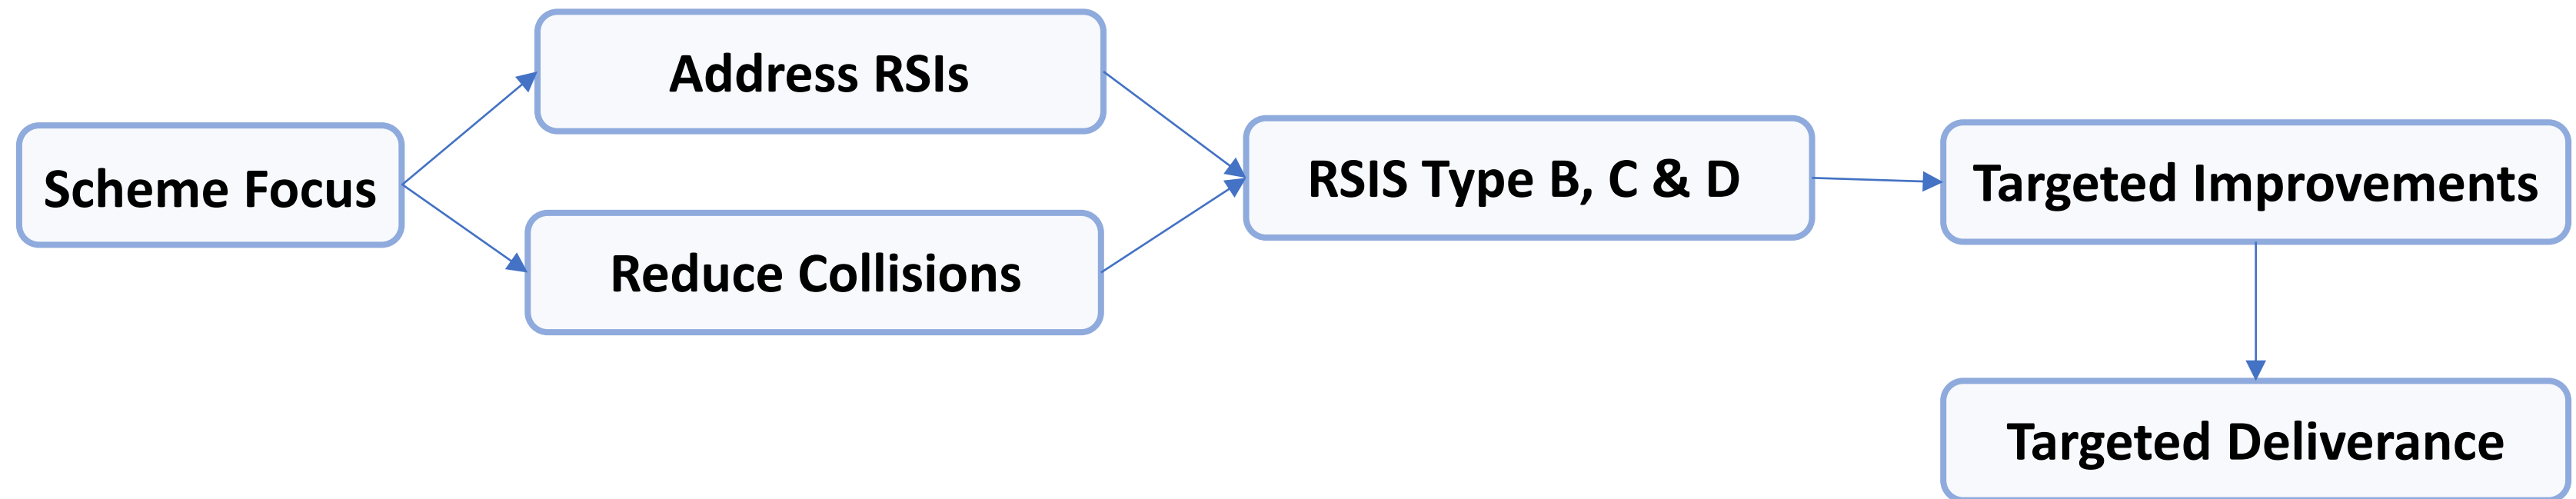 Scheme Focus
Address RSIs
Reduce Collisions
RSIS Type B, C & D
Targeted Improvements
Targeted Deliverance